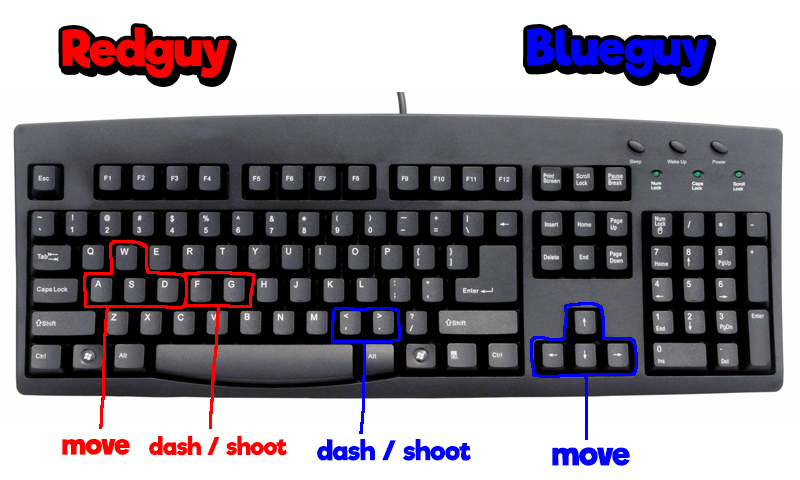 Redguy Blueguy
Sleep Wake Up Power
Esc F1 F2 F3 F4 F5 F6 F7 F8 F9 F10 F11 F12 Print Screen Scroll Lock Pause Break Num Lock Caps Lock Scroll Lock
~ ` ! 1 @ 2 # 3 $ 4 % 5 ^ 6 & 7 * 8 ( 9 ) 0 — - + = | \ ← Insert Home Page Up Num Lock / * -
Tab Q W E R T Y U I O P { [ } ] Delete End Page Down 7 Home 8 ↑ 9 PgUp +
Caps Lock A S D F G H J K L : ; " ' Enter 4 ← 5 6 →
⇧Shift Z X C V B N M < , > . ? / ⇧Shift ↑ 1 End 2 ↓ 3 PgDn Enter
Ctrl Alt Alt Ctrl ← ↓ → 0 Ins . Del
move dash / shoot dash / shoot move